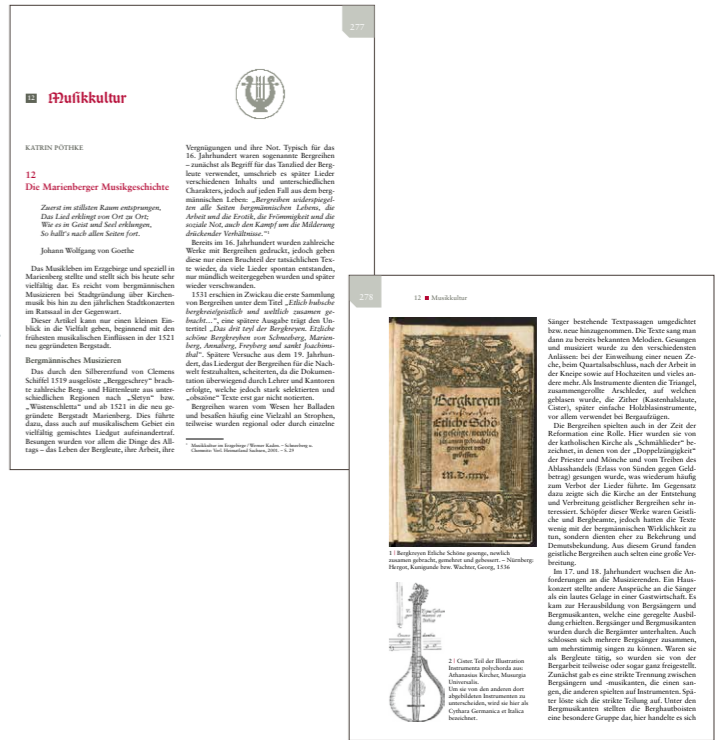 277
12 Musikkultur
KATRIN PÖTHKE
12
Die Marienberger Musikgeschichte
Zuerst im stillsten Raum entsprungen,
Das Lied erklingt von Ort zu Ort;
Wie es in Geist und Seel erklungen,
So hallt's nach allen Seiten fort.
Johann Wolfgang von Goethe
Das Musikleben im Erzgebirge und speziell in
Marienberg stellte und stellt sich bis heute sehr
vielfältig dar. Es reicht vom bergmännischen
Musizieren bei Stadtgründung über Kirchen-
musik bis hin zu den jährlichen Stadtkonzerten
im Ratssaal in der Gegenwart.
Dieser Artikel kann nur einen kleinen Ein-
blick in die Vielfalt geben, beginnend mit den
frühesten musikalischen Einflüssen in der 1521
neu gegründeten Bergstadt.
Bergmännisches Musizieren
Das durch den Silbererzfund von Clemens
Schiffel 1519 ausgelöste „Berggeschrey“ brach-
te zahlreiche Berg- und Hüttenleute aus unter-
schiedlichen Regionen nach „Sletyn“ bzw.
„Wüstenschletta“ und ab 1521 in die neu ge-
gründete Bergstadt Marienberg. Dies führte
dazu, dass auch auf musikalischem Gebiet ein
vielfältig gemischtes Liedgut aufeinandertraf.
Besungen wurden vor allem die Dinge des All-
tags – das Leben der Bergleute, ihre Arbeit, ihre
Vergnügungen und ihre Not. Typisch für das
16. Jahrhundert waren sogenannte Bergreihen
– zunächst als Begriff für das Tanzlied der Berg-
leute verwendet, umschrieb es später Lieder
verschiedenen Inhalts und unterschiedlichen
Charakters, jedoch auf jeden Fall aus dem berg-
männischen Leben: „Bergreihen widerspiegel-
ten alle Seiten bergmännischen Lebens, die
Arbeit und die Erotik, die Frömmigkeit und die
soziale Not, auch den Kampf um die Milderung
drückender Verhältnisse.“¹
Bereits im 16. Jahrhundert wurden zahlreiche
Werke mit Bergreihen gedruckt, jedoch geben
diese nur einen Bruchteil der tatsächlichen Tex-
te wieder, da viele Lieder spontan entstanden,
nur mündlich weitergegeben wurden und später
wieder verschwanden.
1531 erschien in Zwickau die erste Sammlung
von Bergreihen unter dem Titel „Etlich hubsche
bergkreigeistlich und weltlich zusamen ge-
bracht...“, eine spätere Ausgabe trägt den Un-
tertitel „Das drit teyl der Bergkreyen. Etzliche
schöne Bergkreyhen von Schneeberg, Marien-
berg, Annaberg, Freyberg und sankt Joachims-
thal“. Spätere Versuche aus dem 19. Jahrhun-
dert, das Liedergut der Bergreihen für die Nach-
welt festzuhalten, scheiterten, da die Dokumen-
tation überwiegend durch Lehrer und Kantoren
erfolgte, welche jedoch stark selektierten und
„obszöne“ Texte erst gar nicht notierten.
Bergreihen waren vom Wesen her Balladen
und besaßen häufig eine Vielzahl an Strophen,
teilweise wurden regional oder durch einzelne
¹ Musikkultur im Erzgebirge / Werner Kaden. – Schneeberg u.
Chemnitz: Verl. Heimatland Sachsen, 2001. – S. 29
278
12 Musikkultur
Bergkreyen
Etliche Schö-
ne gesenge, newlich
zusamen gebracht,
gemehret und
gebessert.
M.D.xxxvj.
1 | Bergkreyen Etliche Schöne gesenge, newlich
zusamen gebracht, gemehret und gebessert. – Nürnberg:
Hergot, Kunigunde bzw. Wachter, Georg, 1536
2 | Cister. Teil der Illustration
Instrumenta polychorda aus:
Athanasius Kircher, Musurgia
Universalis,
Um sie von den anderen dort
abgebildeten Instrumenten zu
unterscheiden, wird sie hier als
Cythara Germanica et Italica
bezeichnet.
Sänger bestehende Textpassagen umgedichtet
bzw. neue hinzugenommen. Die Texte sang man
dann zu bereits bekannten Melodien. Gesungen
und musiziert wurde zu den verschiedensten
Anlässen: bei der Einweihung einer neuen Ze-
che, beim Quartalsabschluss, nach der Arbeit in
der Kneipe sowie auf Hochzeiten und vieles an-
dere mehr. Als Instrumente dienten die Triangel,
zusammengerollte Arschleder, auf welchen
geblasen wurde, die Zither (Kastenhalslaute,
Cister), später einfache Holzblasinstrumente,
vor allem verwendet bei Bergaufzügen.
Die Bergreihen spielten auch in der Zeit der
Reformation eine Rolle. Hier wurden sie von
der katholischen Kirche als „Schmählieder“ be-
zeichnet, in denen von der „Doppelzüngigkeit“
der Priester und Mönche und vom Treiben des
Ablasshandels (Erlass von Sünden gegen Geld-
betrag) gesungen wurde, was wiederum häufig
zum Verbot der Lieder führte. Im Gegensatz
dazu zeigte sich die Kirche an der Entstehung
und Verbreitung geistlicher Bergreihen sehr in-
teressiert. Schöpfer dieser Werke waren Geistli-
che und Bergbeamte, jedoch hatten die Texte
wenig mit der bergmännischen Wirklichkeit zu
tun, sondern dienten eher zu Bekehrung und
Demutsbekundung. Aus diesem Grund fanden
geistliche Bergreihen auch selten eine große Ver-
breitung.
Im 17. und 18. Jahrhundert wuchsen die An-
forderungen an die Musizierenden. Ein Haus-
konzert stellte andere Ansprüche an die Sänger
als ein lautes Gelage in einer Gastwirtschaft. Es
kam zur Herausbildung von Bergsängern und
Bergmusikanten, welche eine geregelte Ausbil-
dung erhielten. Bergsänger und Bergmusikanten
wurden durch die Bergämter unterhalten. Auch
schlossen sich mehrere Bergsänger zusammen,
um mehrstimmig singen zu können. Waren sie
als Bergleute tätig, so wurden sie von der
Bergarbeit teilweise oder sogar ganz freigestellt.
Zunächst gab es eine strikte Trennung zwischen
Bergsängern und -musikanten, die einen san-
gen, die anderen spielten auf Instrumenten. Spä-
ter löste sich die strikte Teilung auf. Unter den
Bergmusikanten stellten die Berghautboisten
eine besondere Gruppe dar, hier handelte es sich